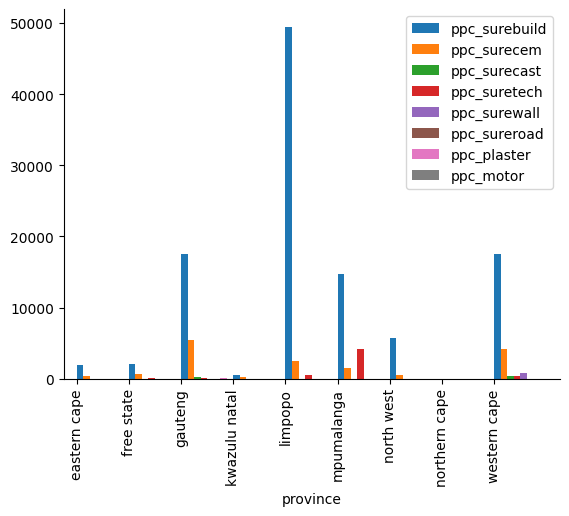 50000
40000
30000
20000
10000
0
ppc_surebuild
ppc_surecem
ppc_surecast
ppc_suretech
ppc_surewall
ppc_sureroad
ppc_plaster
ppc_motor
eastern cape
free state
gauteng
kwazulu natal
limpopo
mpumalanga
north west
northern cape
western cape
province